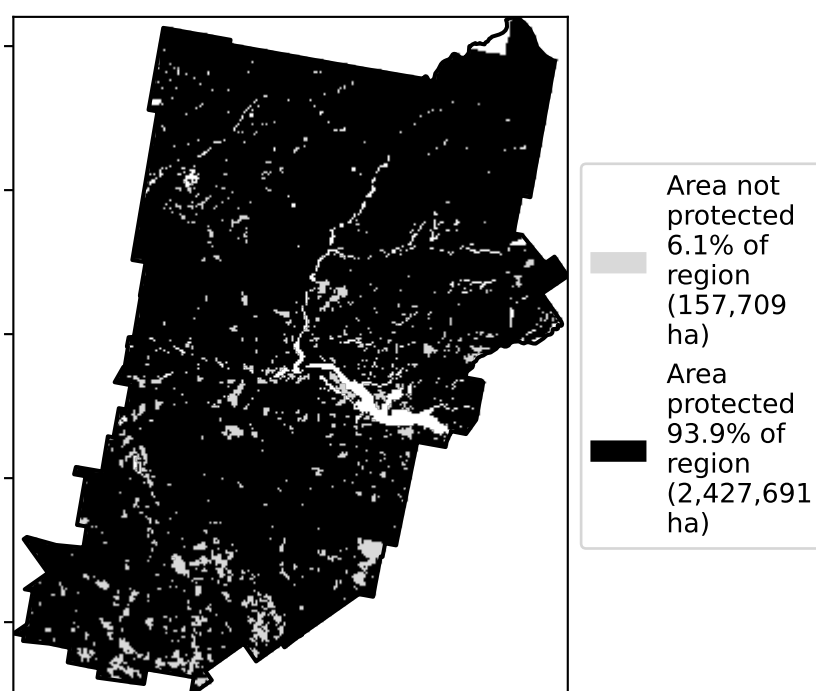 Area not
protected
6.1% of
region
(157,709
ha)
Area
protected
93.9% of
region
(2,427,691
ha)